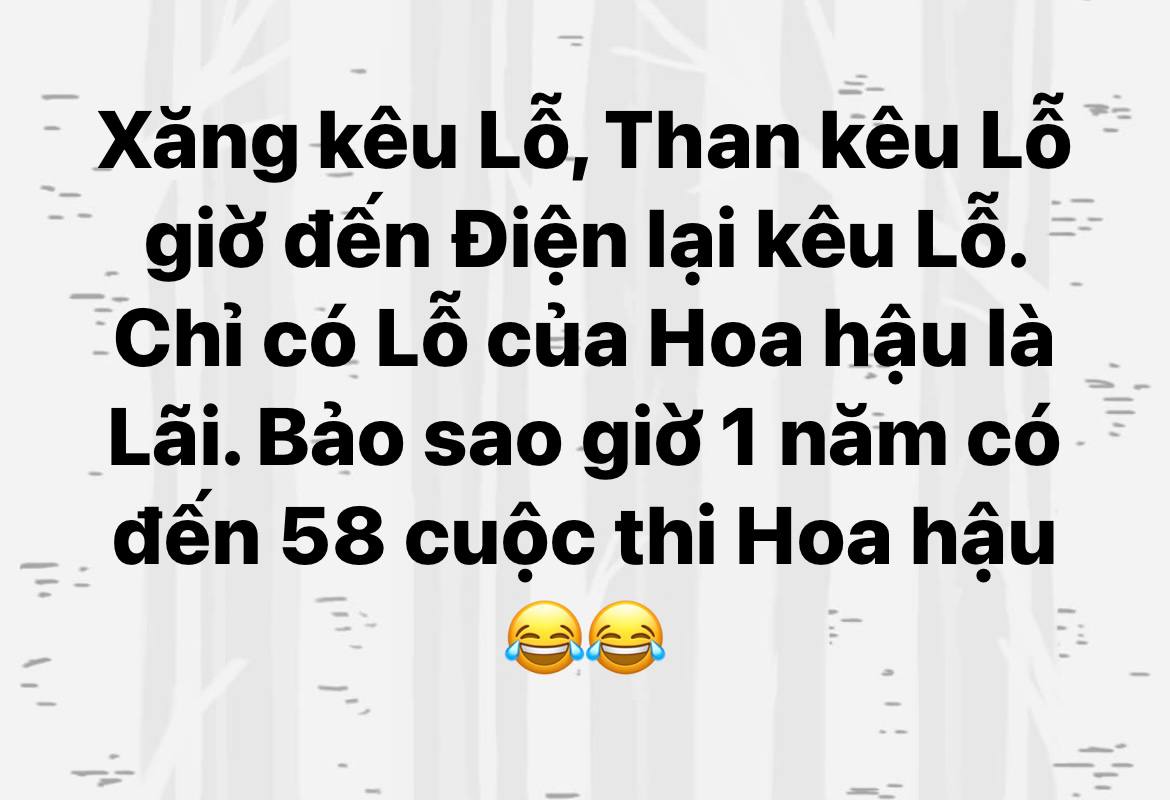 Xăng kêu Lỗ, Than kêu Lỗ
giờ đến Điện lại kêu Lỗ.
Chỉ có Lỗ của Hoa hậu là
Lãi. Bảo sao giờ 1 năm có
đến 58 cuộc thi Hoa hậu
😂😂